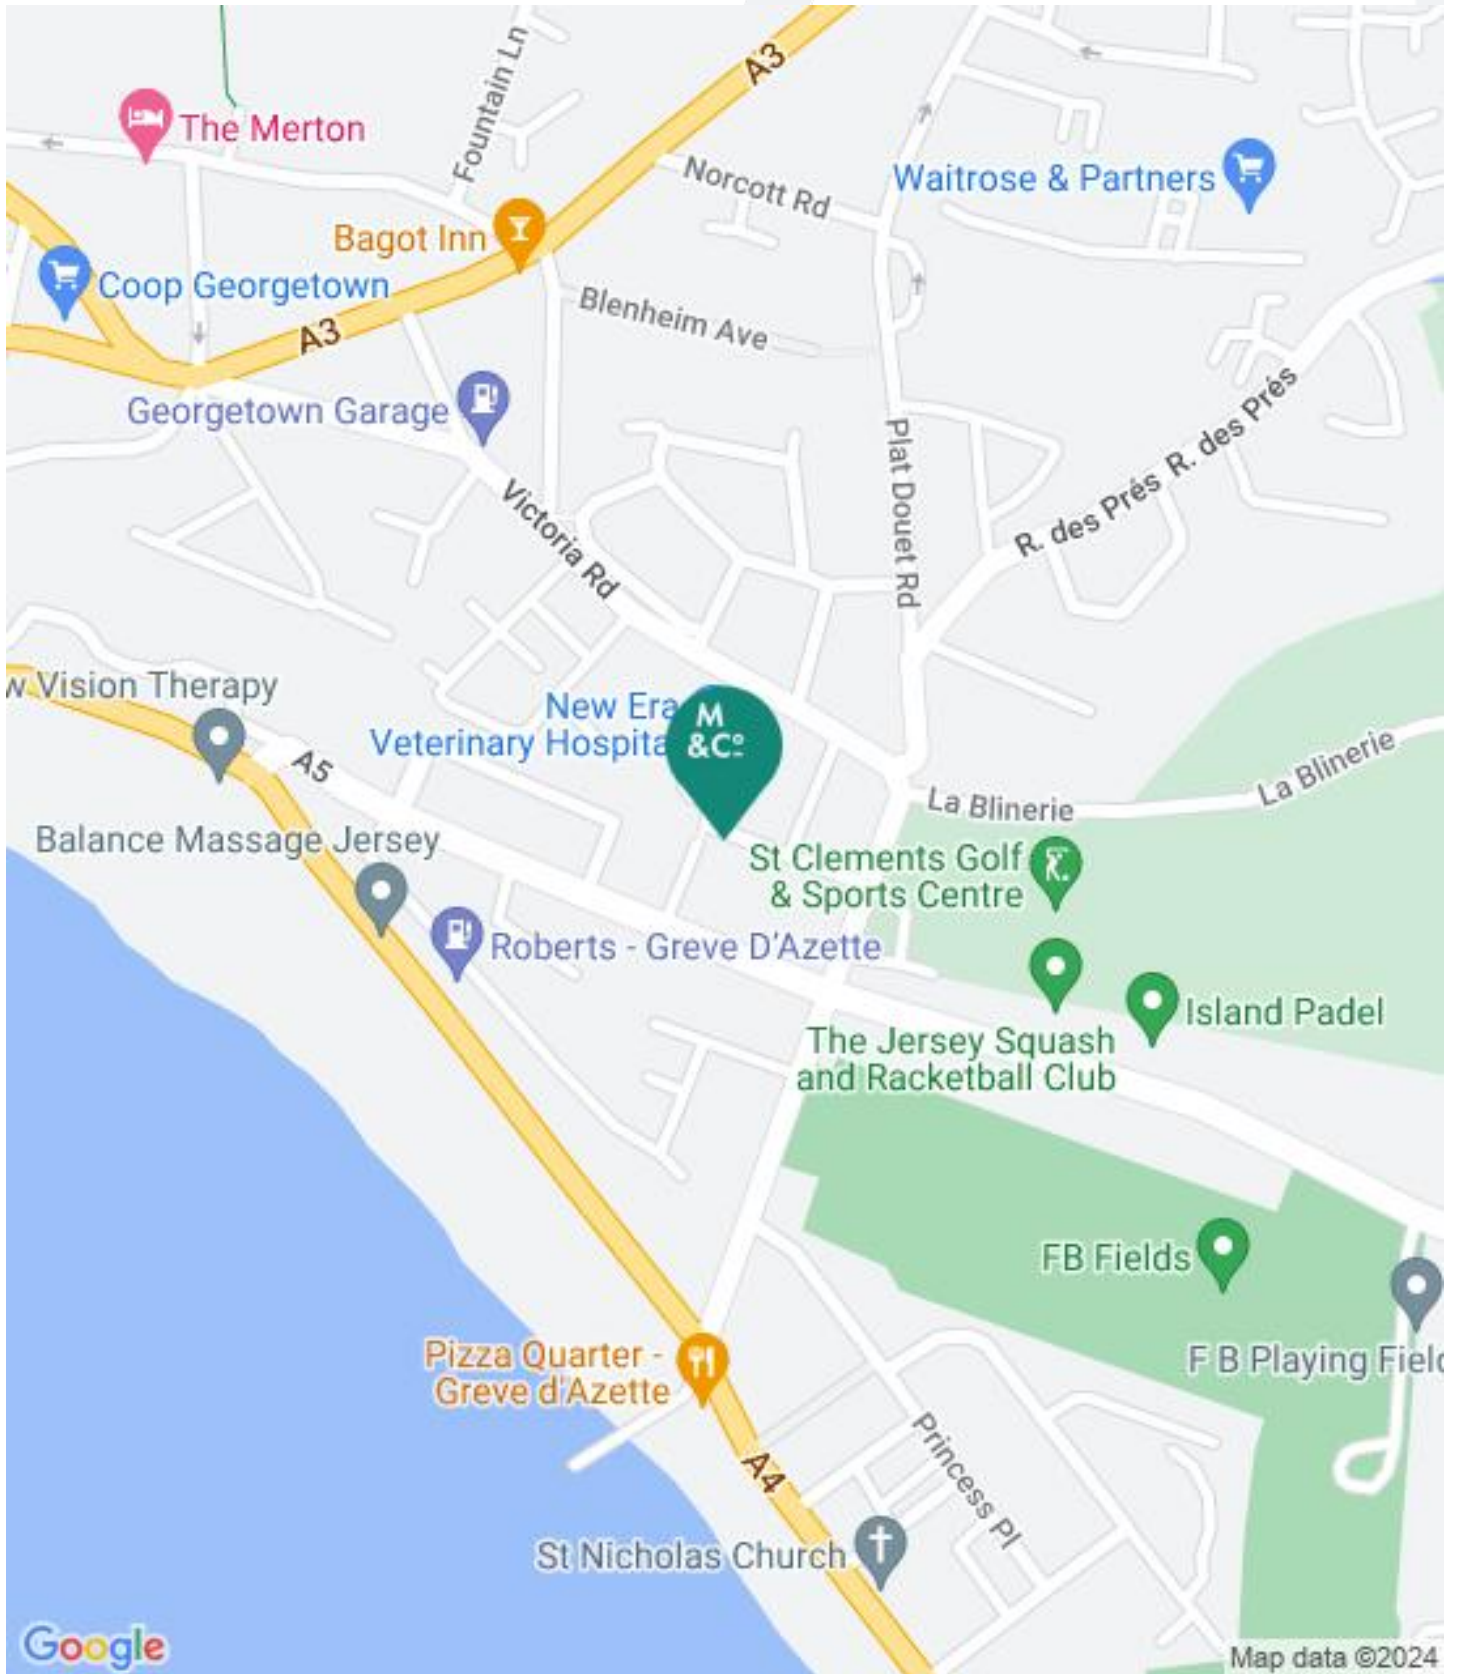 A3
Fountain Ln
The Merton
Norcott Rd
Waitrose & Partners
Bagot Inn
Coop Georgetown
Blenheim Ave
A3
Georgetown Garage
R. des Prés
Plat Douet Rd
R. des Prés
Victoria Rd
w Vision Therapy
New Era
Veterinary Hospita
M
&Co
A5
La Blinerie
La Blinerie
Balance Massage Jersey
St Clements Golf
& Sports Centre
Roberts - Greve D'Azette
Island Padel
The Jersey Squash
and Racketball Club
FB Fields
Pizza Quarter -
Greve d'Azette
F B Playing Field
Princess Pl
A4
St Nicholas Church
Google
Map data ©2024